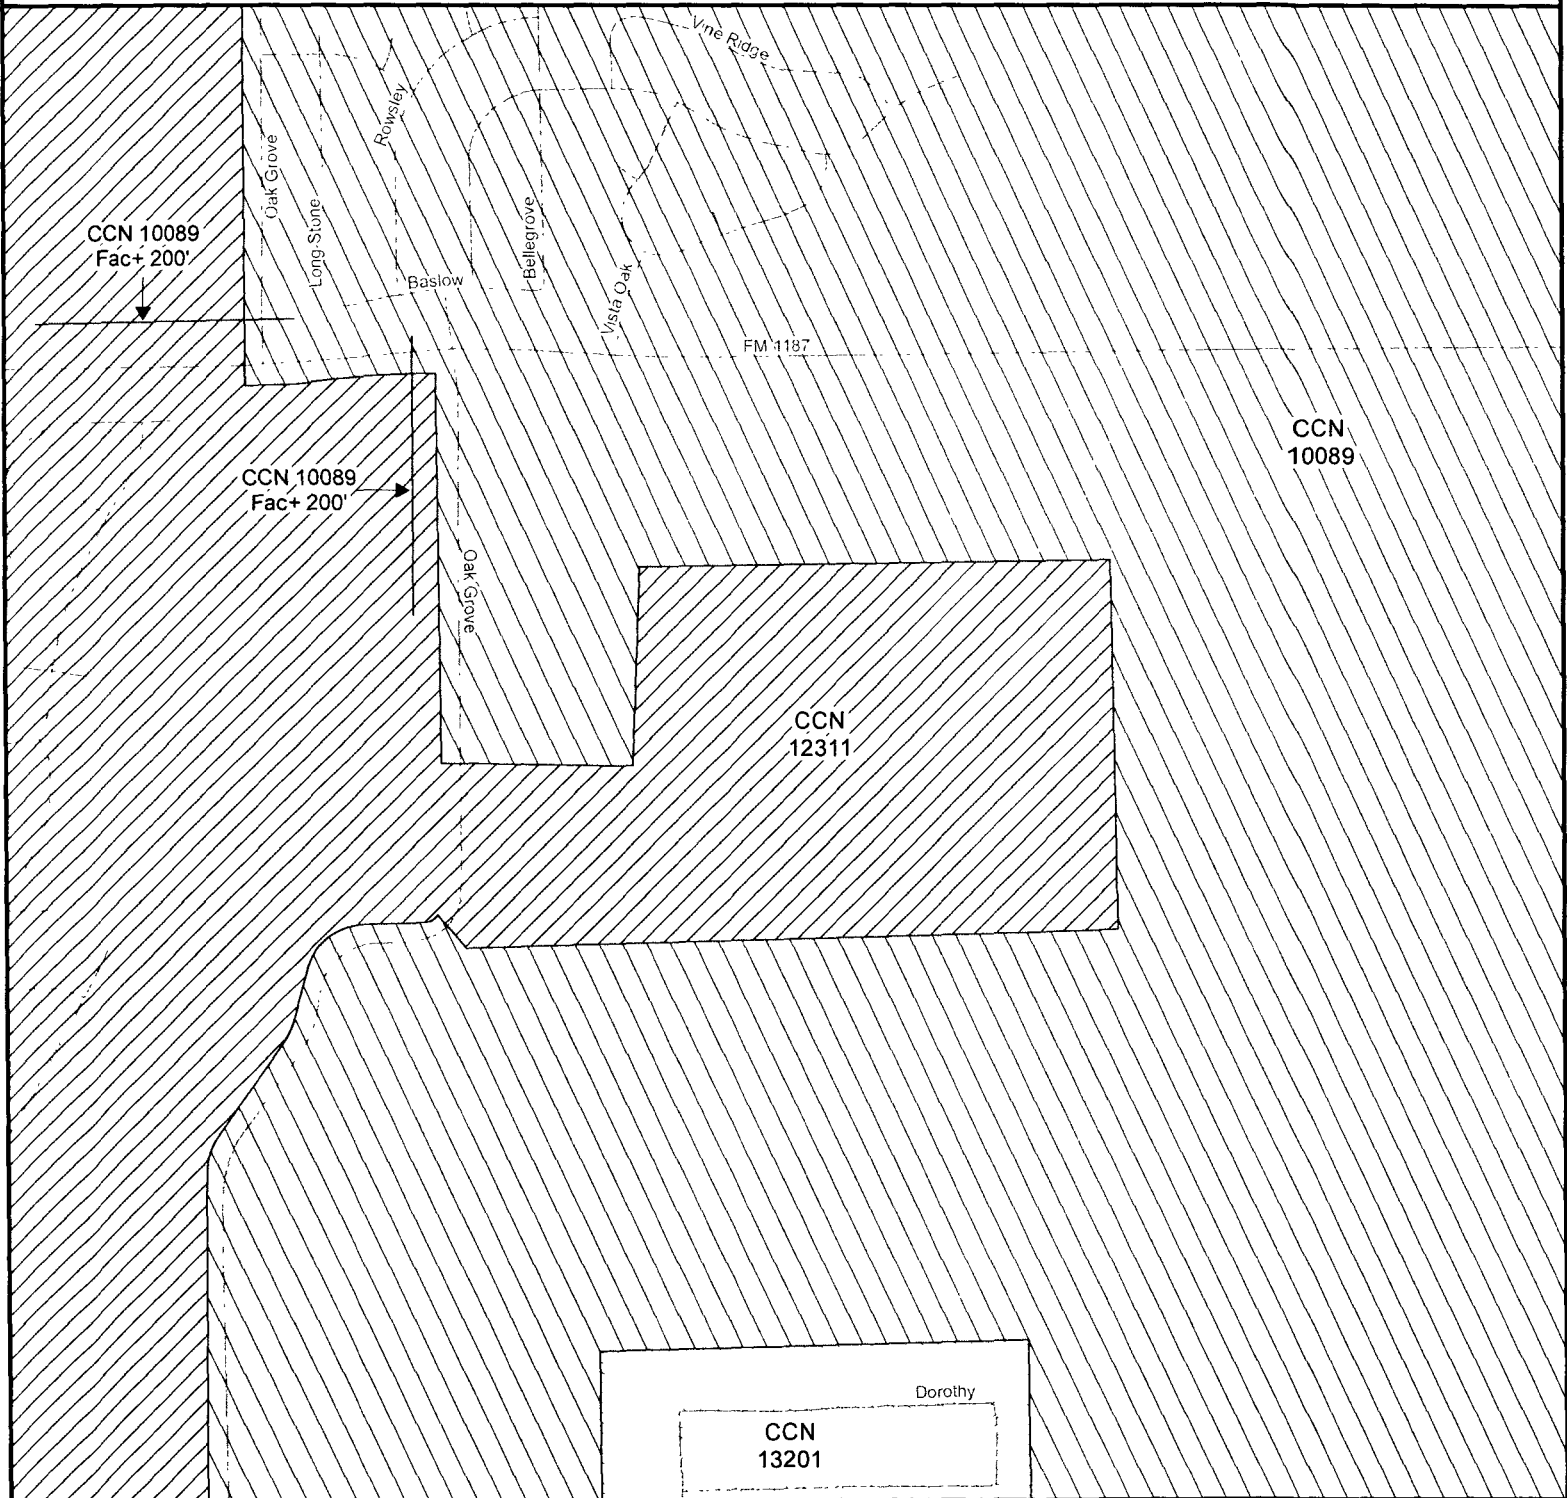 Vine Ridge
Rowsley
Oak Grove
Long Stone
Bellegrove
CCN 10089
Fac+ 200'
Baslow
Vista Oak
FM 1187
CCN
10089
CCN 10089
Fac+ 200'
Oak Grove
CCN
12311
Dorothy
CCN
13201